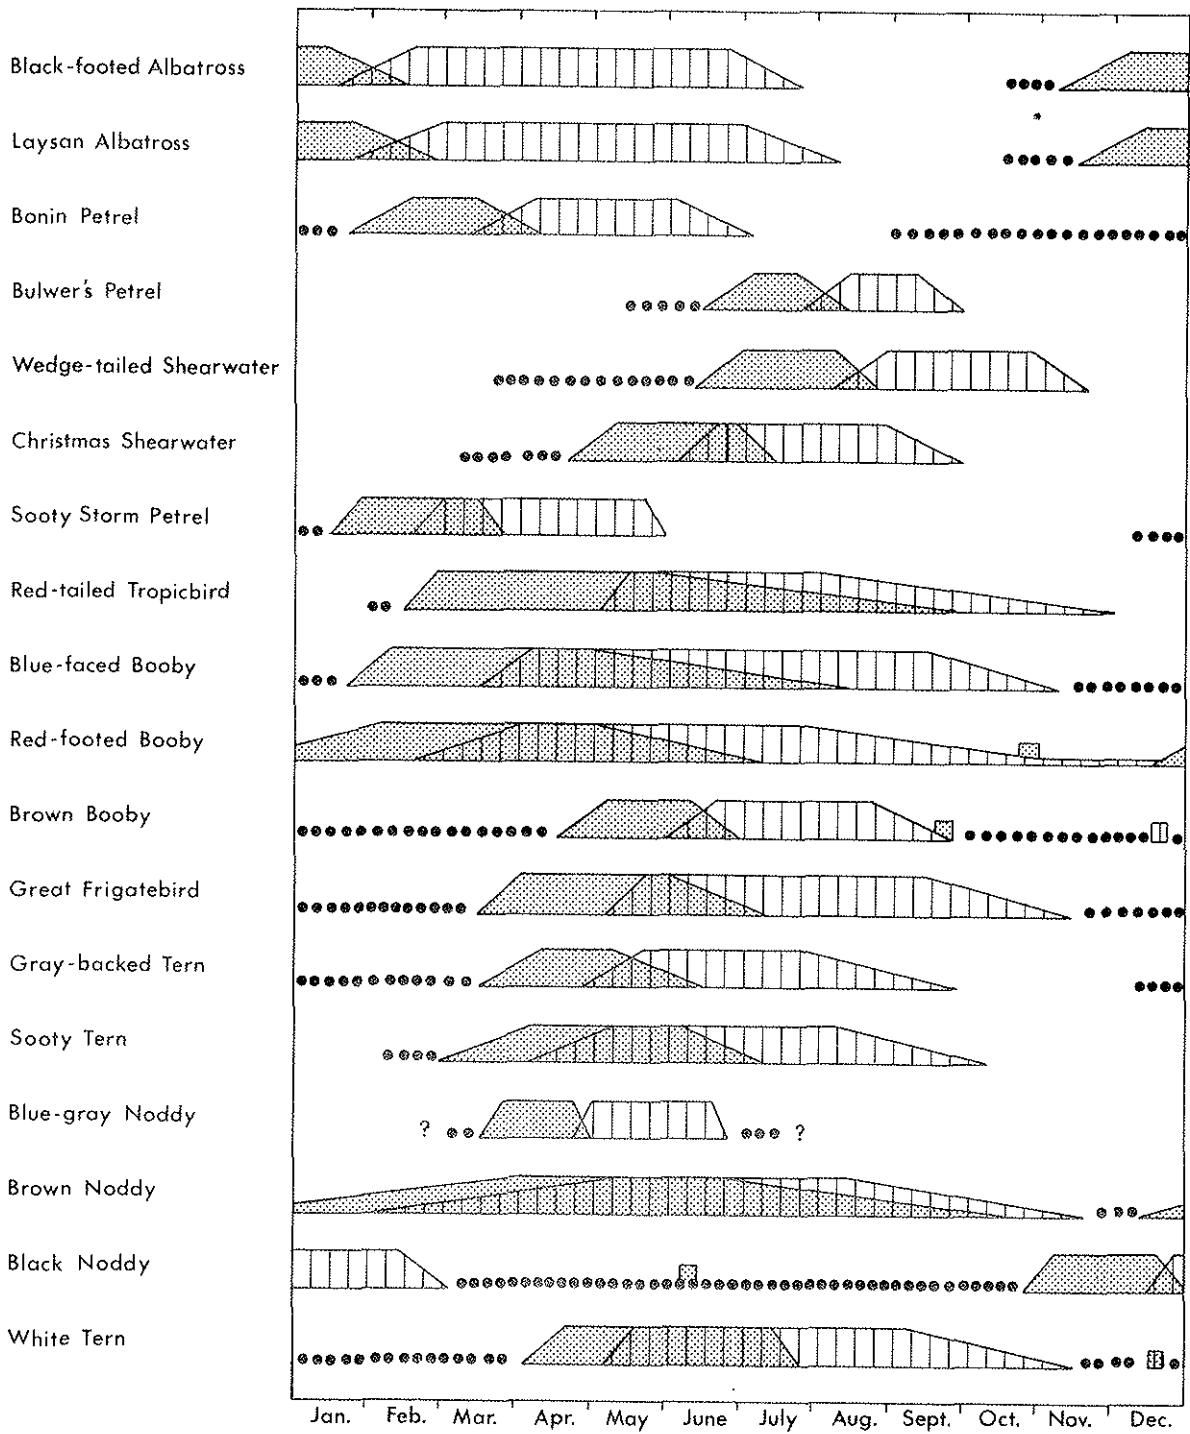 Black-footed Albatross
Laysan Albatross
Bonin Petrel
Bulwer's Petrel
Wedge-tailed Shearwater
Christmas Shearwater
Sooty Storm Petrel
Red-tailed Tropicbird
Blue-faced Booby
Red-footed Booby
Brown Booby
Great Frigatebird
Gray-backed Tern
Sooty Tern
Blue-gray Noddy ? ?
Brown Noddy
Black Noddy
White Tern
Jan. Feb. Mar. Apr. May June July Aug. Sept. Oct. Nov. Dec.